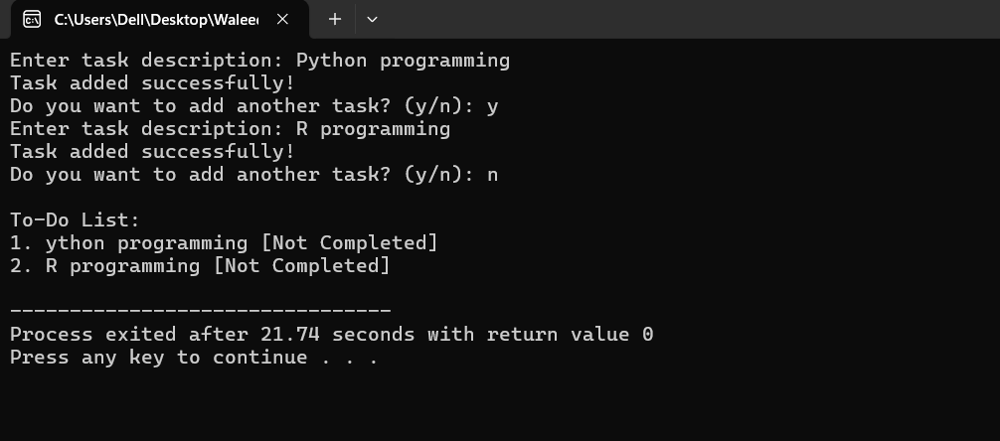 C:\Users\Dell\Desktop\Walee
Enter task description: Python programming
Task added successfully!
Do you want to add another task? (y/n): y
Enter task description: R programming
Task added successfully!
Do you want to add another task? (y/n): n
To-Do List:
1. ython programming [Not Completed]
2. R programming [Not Completed]
--------------------------------
Process exited after 21.74 seconds with return value 0
Press any key to continue . . .